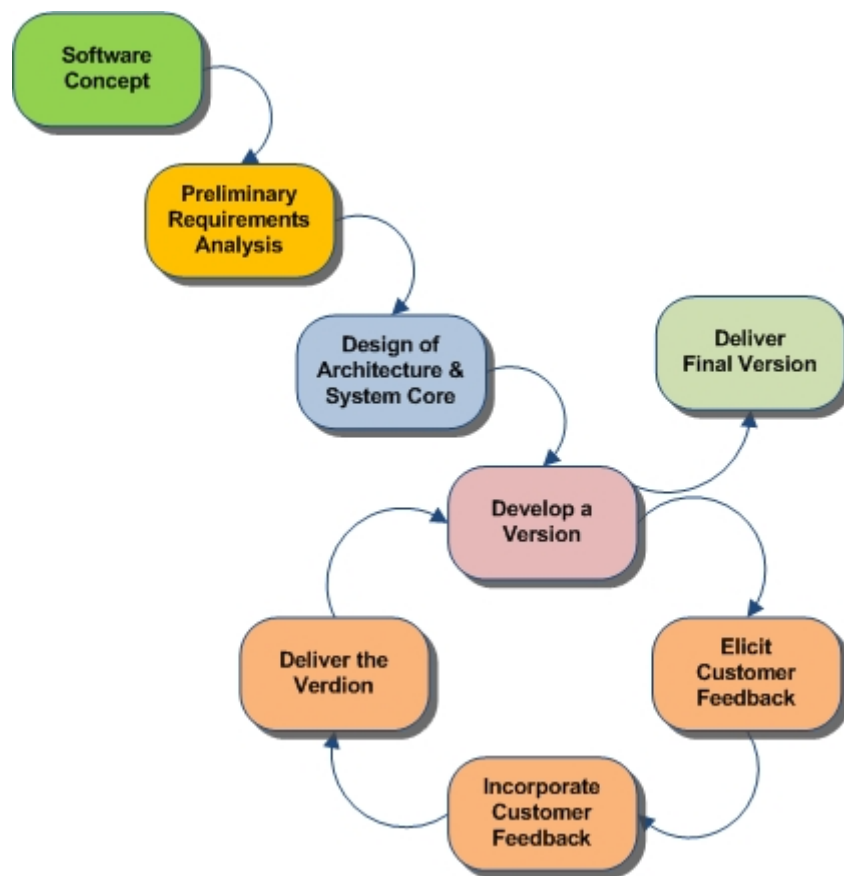 Software
Concept
Preliminary
Requirements
Analysis
Design of
Architecture &
System Core
Deliver
Final Version
Develop a
Version
Deliver the
Verdion
Elicit
Customer
Feedback
Incorporate
Customer
Feedback